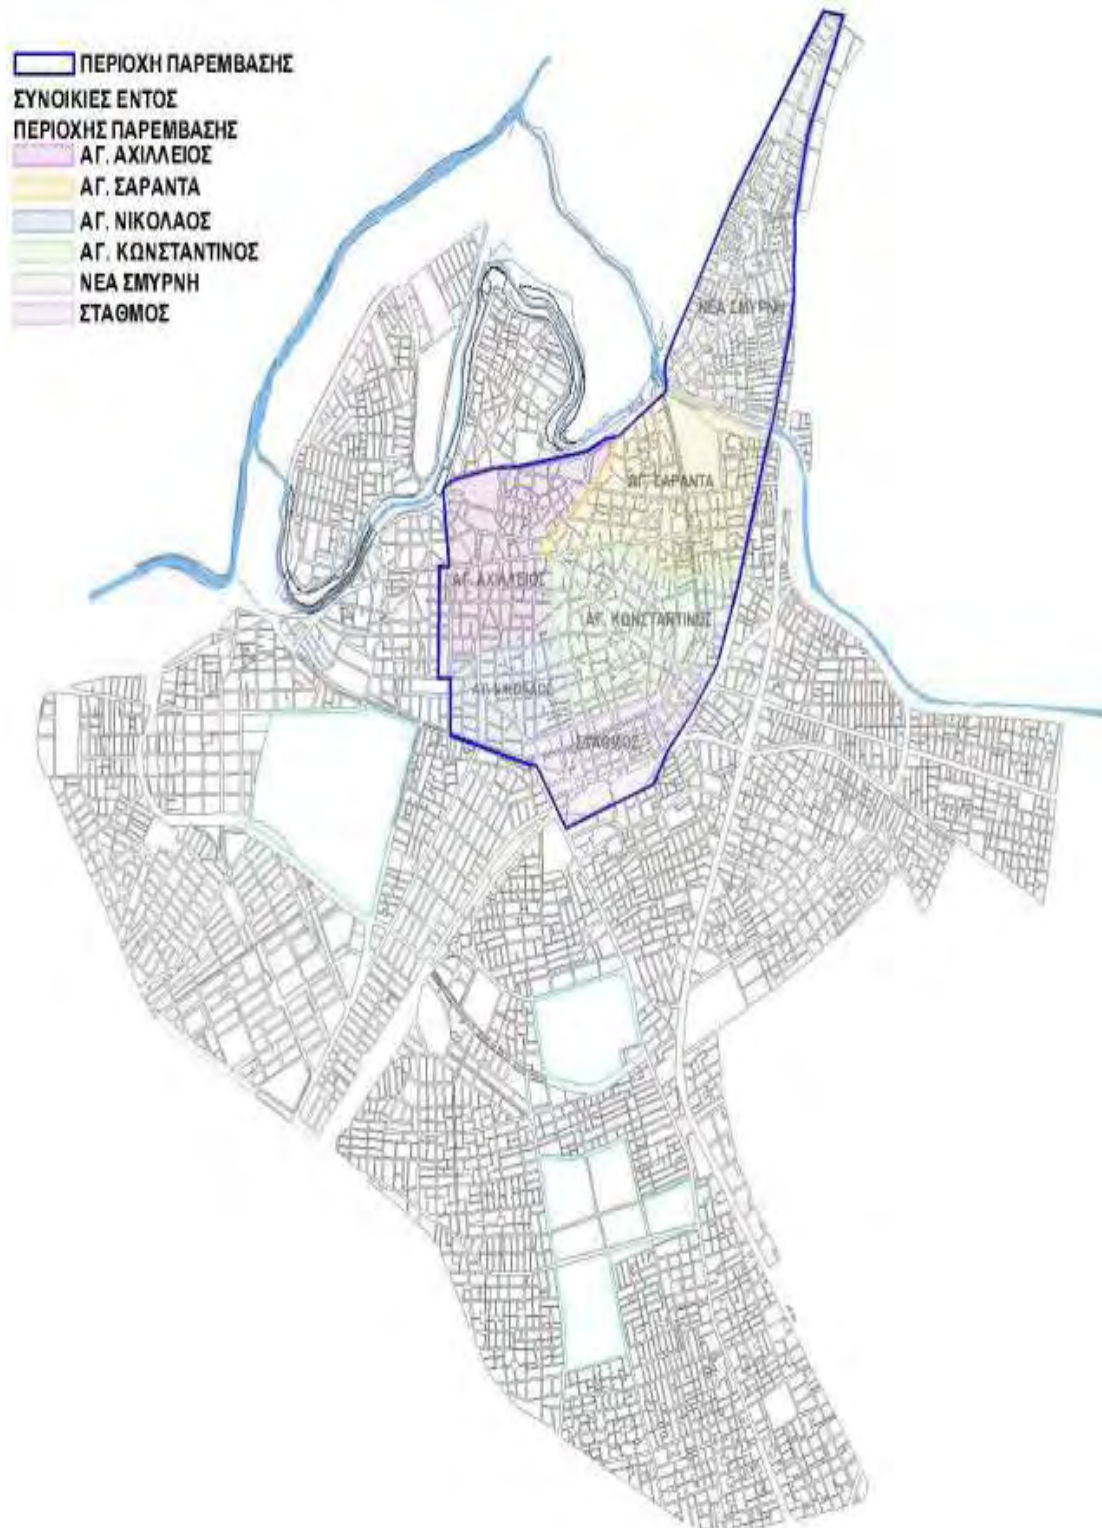 ΠΕΡΙΟΧΗ ΠΑΡΕΜΒΑΣΗΣ
ΣΥΝΟΙΚΙΕΣ ΕΝΤΟΣ
ΠΕΡΙΟΧΗΣ ΠΑΡΕΜΒΑΣΗΣ
ΑΓ. ΑΧΙΛΛΕΙΟΣ
ΑΓ. ΣΑΡΑΝΤΑ
ΑΓ. ΝΙΚΟΛΑΟΣ
ΑΓ. ΚΩΝΣΤΑΝΤΙΝΟΣ
ΝΕΑ ΣΜΥΡΝΗ
ΣΤΑΘΜΟΣ
ΝΕΑ ΣΜΥΡΝΗ
ΑΓ. ΣΑΡΑΝΤΑ
ΑΓ. ΑΧΙΛΛΕΙΟΣ
ΑΓ. ΚΩΝΣΤΑΝΤΙΝΟΣ
ΑΓ. ΝΙΚΟΛΑΟΣ
ΣΤΑΘΜΟΣ